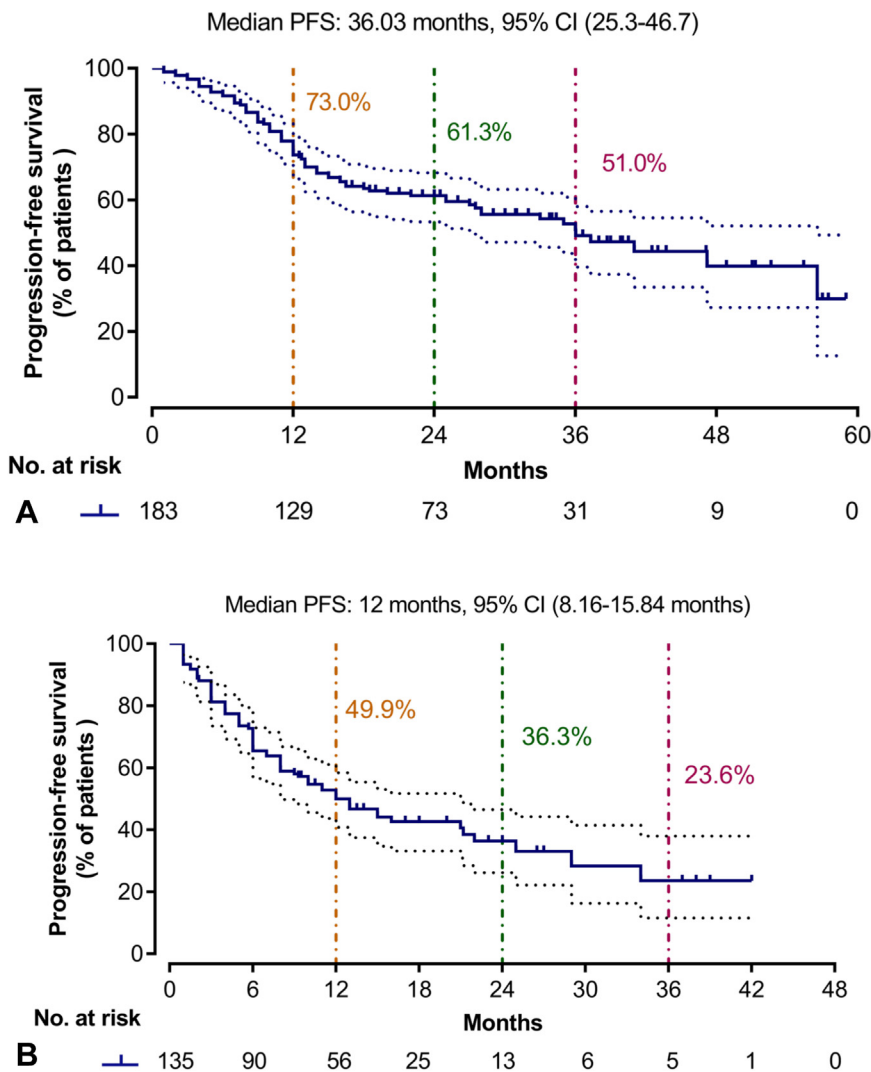 Median PFS: 36.03 months, 95% CI (25.3-46.7)
Progression-free survival
(% of patients )
100
80
60
40
20
0
73.0%
61.3%
51.0%
0 12 24 36 48 60
Months
No. at risk
A 183 129 73 31 9 0
Median PFS: 12 months, 95% CI (8.16-15.84 months)
Progression-free survival
(% of patients )
100
80
60
40
20
0
49.9%
36.3%
23.6%
0 6 12 18 24 30 36 42 48
Months
No. at risk
B 135 90 56 25 13 6 5 1 0